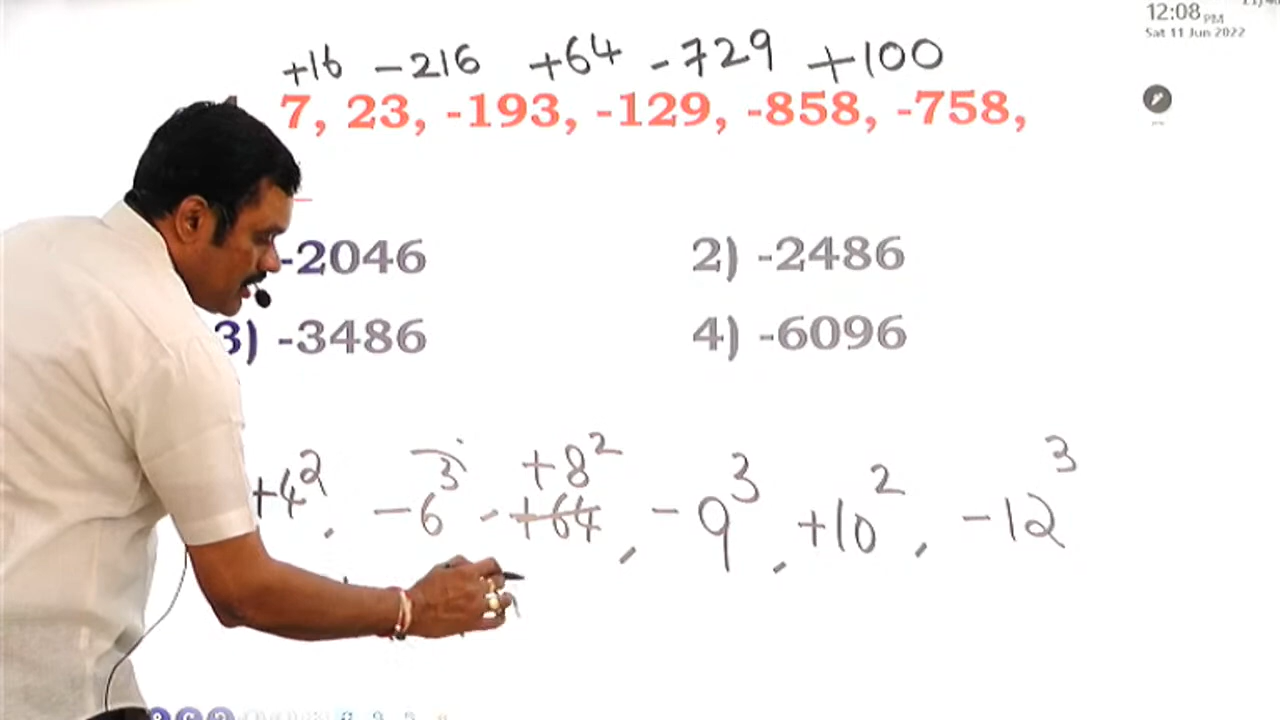 12:08 PM
Sat 11 Jun 2022
+16 -216 +64 -729 +100
7, 23, -193, -129, -858, -758,
-2046 2) -2486
3) -3486 4) -6096
+4², -6³ - +8² +64, -9³, +10², -12³